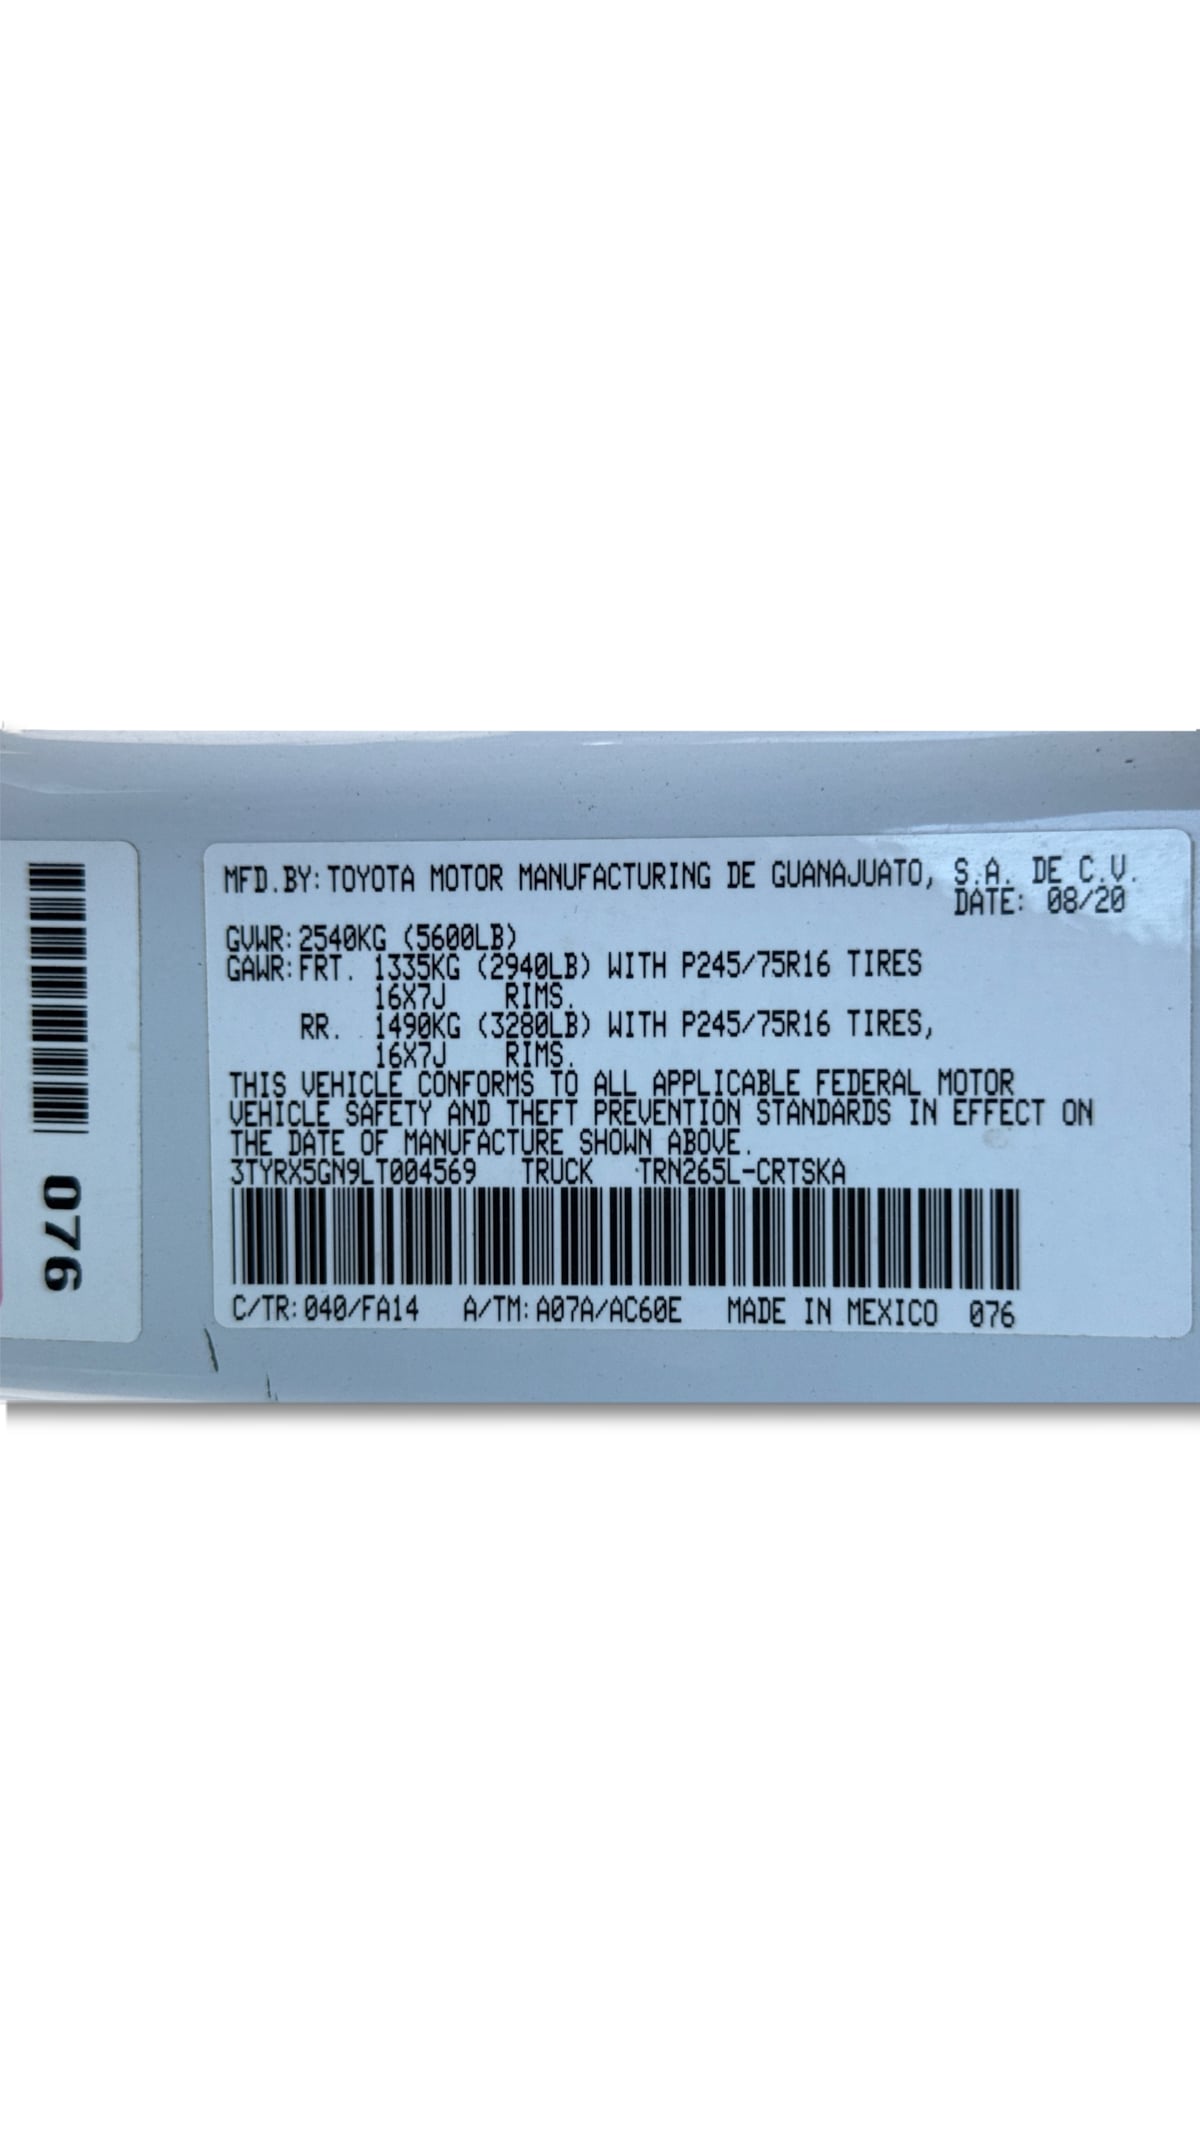 MFD.BY: TOYOTA MOTOR MANUFACTURING DE GUANAJUATO, S.A. DE C.V.
DATE: 08/20
GVWR: 2540KG (5600LB)
GAWR: FRT. 1335KG (2940LB) WITH P245/75R16 TIRES
16X7J RIMS.
RR. 1490KG (3280LB) WITH P245/75R16 TIRES,
16X7J RIMS.
THIS VEHICLE CONFORMS TO ALL APPLICABLE FEDERAL MOTOR
VEHICLE SAFETY AND THEFT PREVENTION STANDARDS IN EFFECT ON
THE DATE OF MANUFACTURE SHOWN ABOVE.
3TYRX5GN9LT004569 TRUCK TRN265L-CRTSKA
C/TR: 040/FA14 A/TM: A07A/AC60E MADE IN MEXICO 076
076